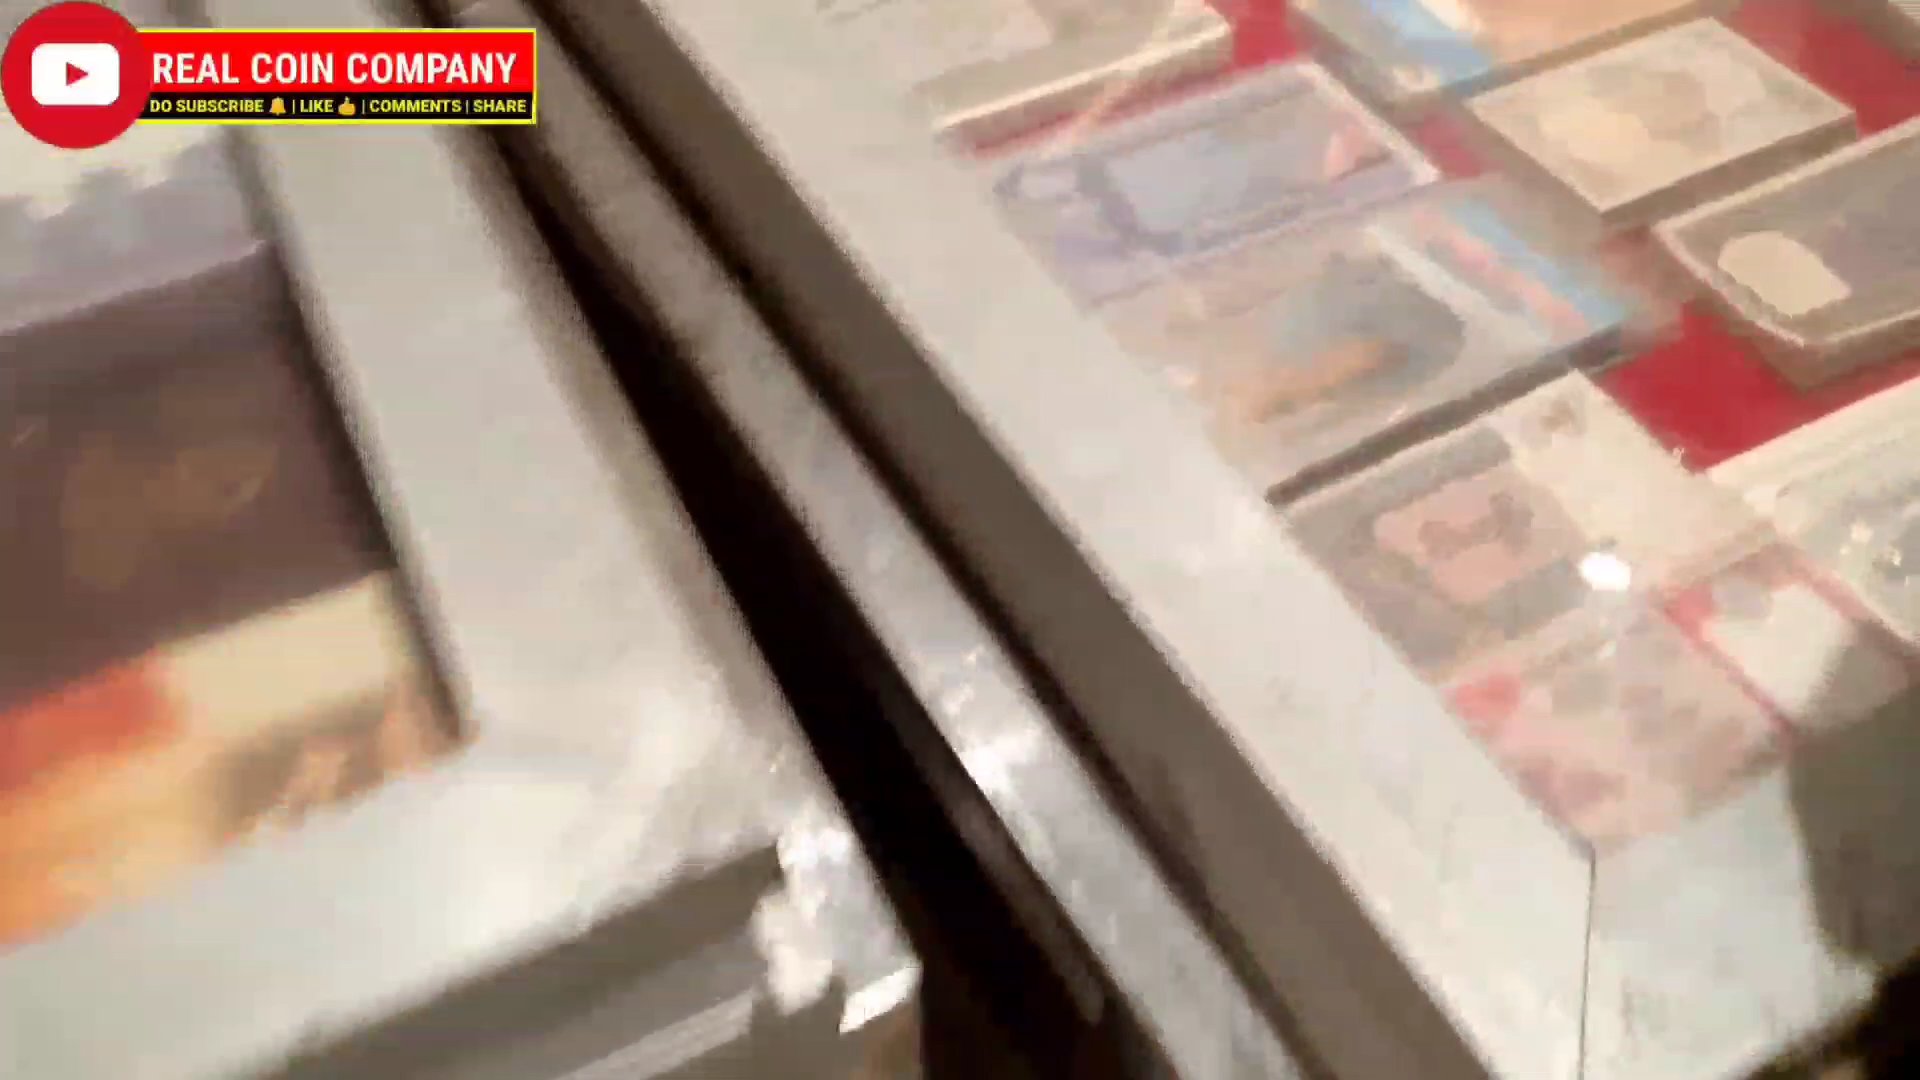 REAL COIN COMPANY
DO SUBSCRIBE 🔔 | LIKE 👍 | COMMENTS | SHARE